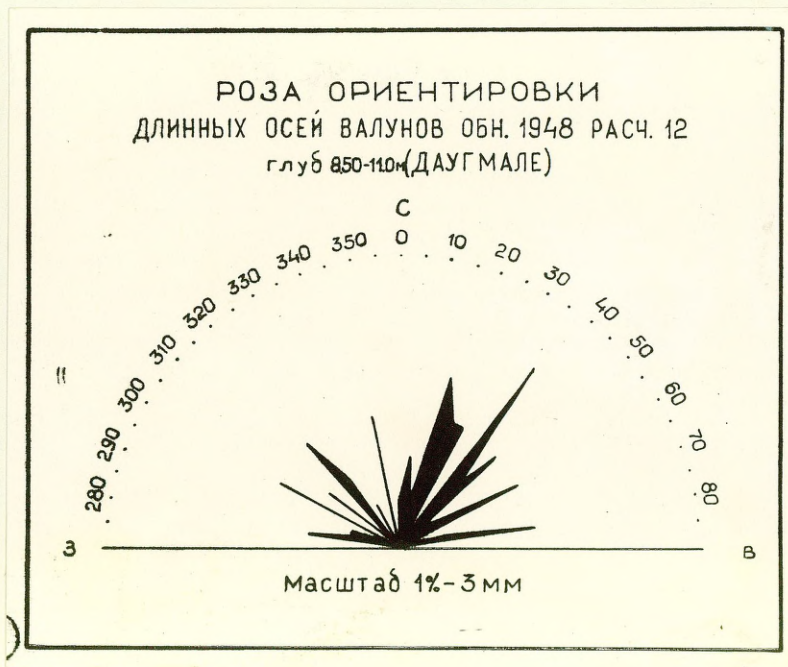 РОЗА ОРИЕНТИРОВКИ
ДЛИННЫХ ОСЕЙ ВАЛУНОВ ОБН. 1948 РАСЧ. 12
глуб 8,50-11.0м(ДАУГМАЛЕ)
С
280 290 300 310 320 330 340 350 0 10 20 30 40 50 60 70 80
З В
Масштаб 1%-3мм